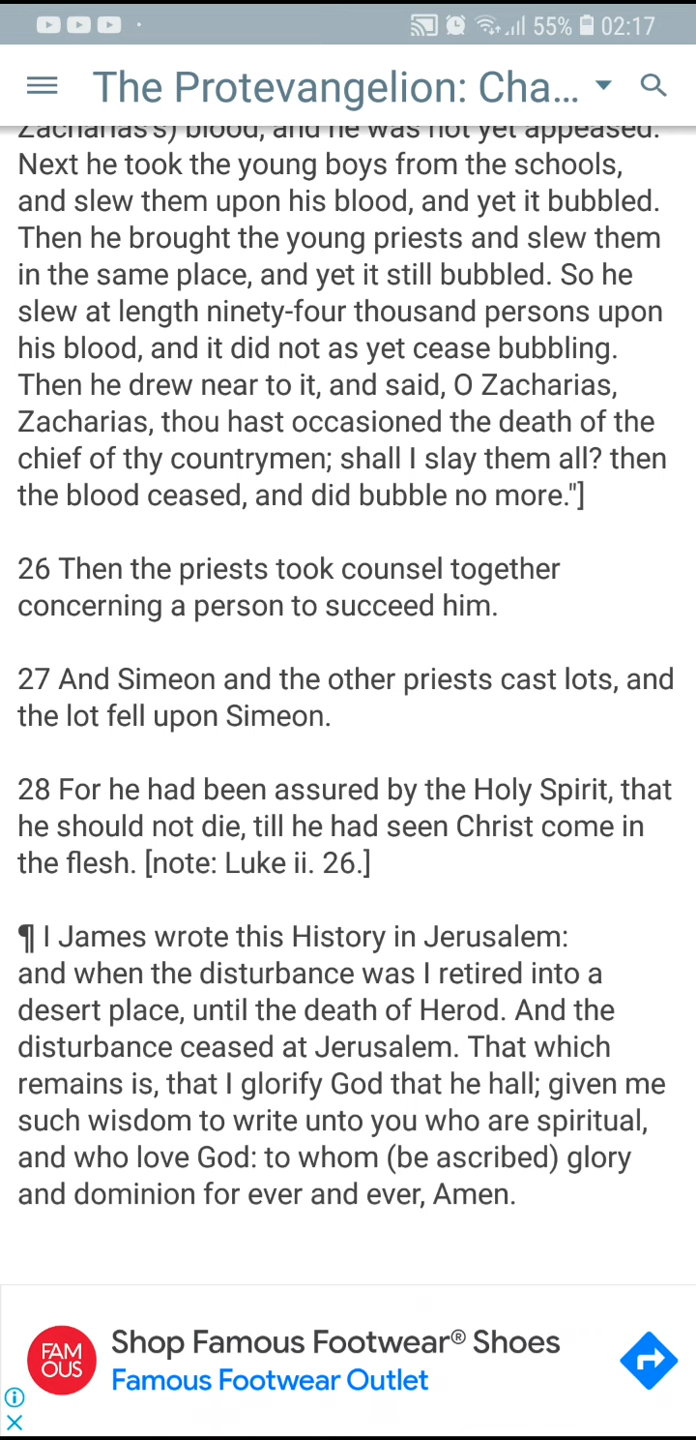 55% 02:17
The Protevangelion: Cha...
Zacharias's) blood, and he was not yet appeased.
Next he took the young boys from the schools,
and slew them upon his blood, and yet it bubbled.
Then he brought the young priests and slew them
in the same place, and yet it still bubbled. So he
slew at length ninety-four thousand persons upon
his blood, and it did not as yet cease bubbling.
Then he drew near to it, and said, O Zacharias,
Zacharias, thou hast occasioned the death of the
chief of thy countrymen; shall I slay them all? then
the blood ceased, and did bubble no more."]
26 Then the priests took counsel together
concerning a person to succeed him.
27 And Simeon and the other priests cast lots, and
the lot fell upon Simeon.
28 For he had been assured by the Holy Spirit, that
he should not die, till he had seen Christ come in
the flesh. [note: Luke ii. 26.]
¶ I James wrote this History in Jerusalem:
and when the disturbance was I retired into a
desert place, until the death of Herod. And the
disturbance ceased at Jerusalem. That which
remains is, that I glorify God that he hall; given me
such wisdom to write unto you who are spiritual,
and who love God: to whom (be ascribed) glory
and dominion for ever and ever, Amen.
FAM
OUS
Shop Famous Footwear® Shoes
Famous Footwear Outlet